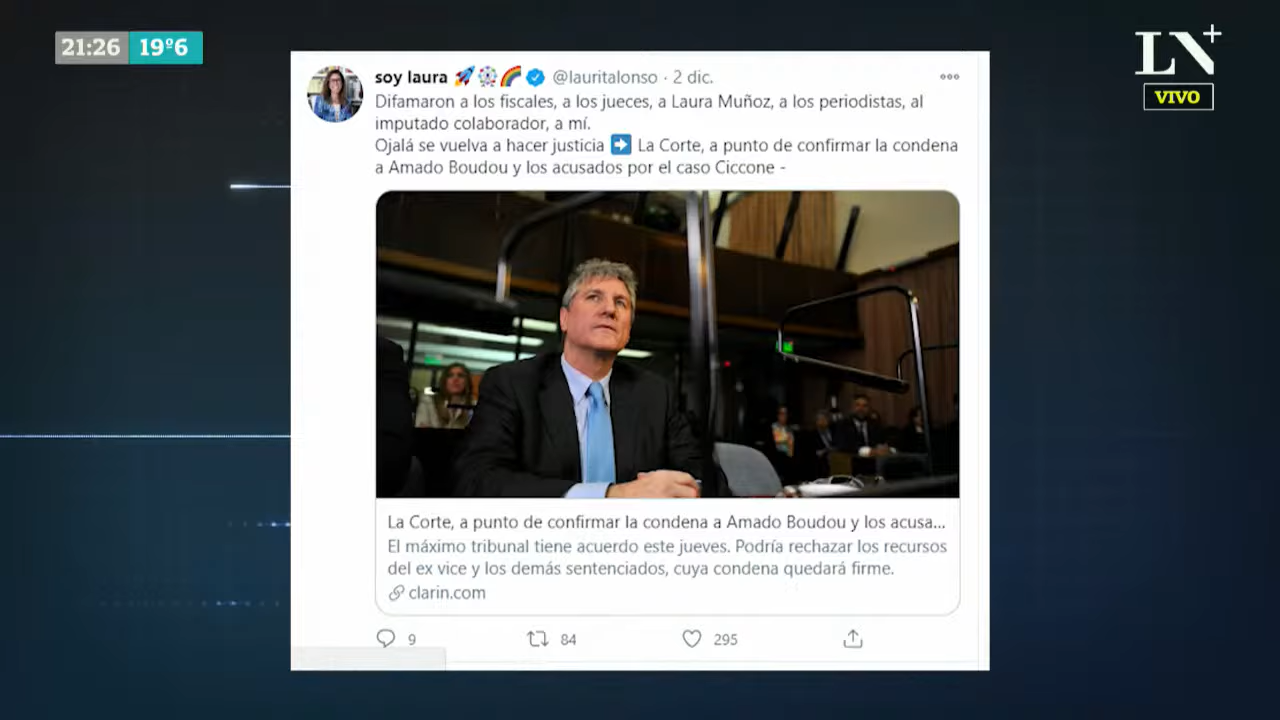 21:26 19º6
LN+
VIVO
soy laura @lauritalonso · 2 dic.
Difamaron a los fiscales, a los jueces, a Laura Muñoz, a los periodistas, al
imputado colaborador, a mí.
Ojalá se vuelva a hacer justicia ➡️ La Corte, a punto de confirmar la condena
a Amado Boudou y los acusados por el caso Ciccone -
La Corte, a punto de confirmar la condena a Amado Boudou y los acusa...
El máximo tribunal tiene acuerdo este jueves. Podría rechazar los recursos
del ex vice y los demás sentenciados, cuya condena quedará firme.
clarin.com
9 84 295